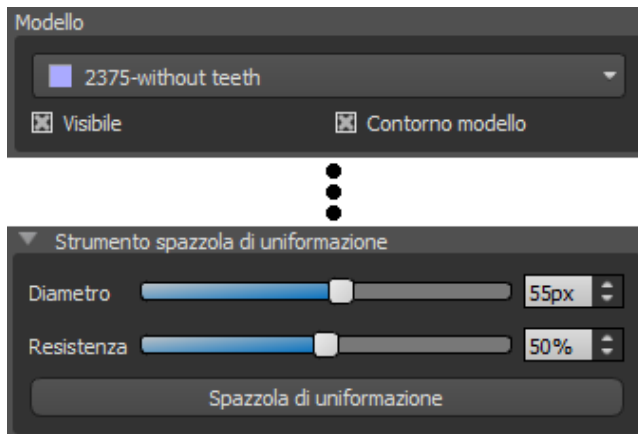 Modello
2375-without teeth
Visibile
Contorno modello
Strumento spazzola di uniformazione
Diametro 55px
Resistenza 50%
Spazzola di uniformazione